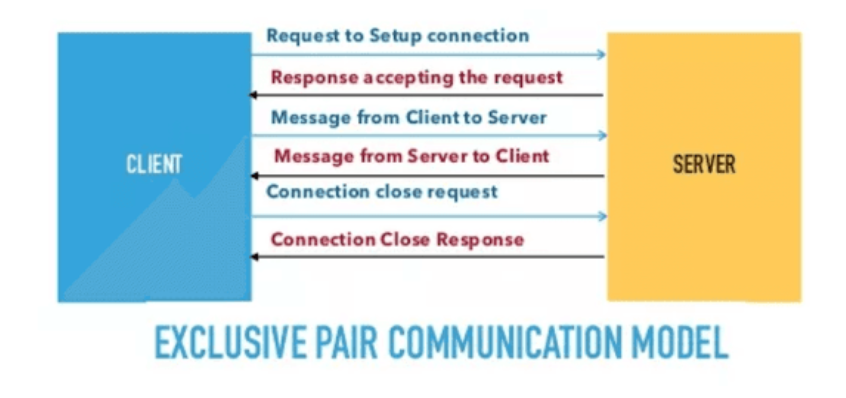 Request to Setup connection
Response accepting the request
Message from Client to Server
CLIENT
Message from Server to Client
SERVER
Connection close request
Connection Close Response
EXCLUSIVE PAIR COMMUNICATION MODEL